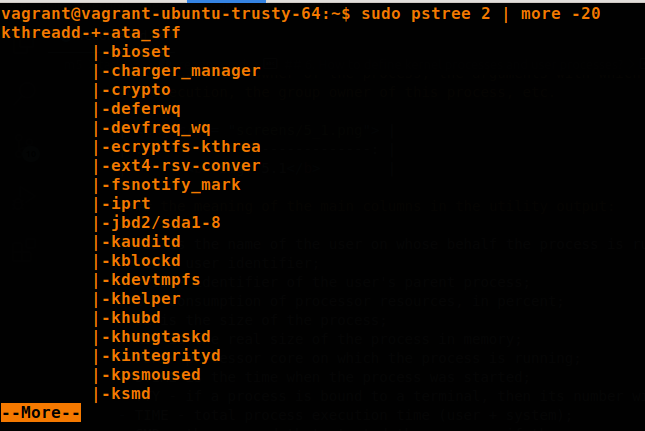 vagrant@vagrant-ubuntu-trusty-64:~$ sudo pstree 2 | more -20
kthreadd-+-ata_sff
         |-bioset
         |-charger_manager
         |-crypto
         |-deferwq
         |-devfreq_wq
         |-ecryptfs-kthrea
         |-ext4-rsv-conver
         |-fsnotify_mark
         |-iprt
         |-jbd2/sda1-8
         |-kauditd
         |-kblockd
         |-kdevtmpfs
         |-khelper
         |-khubd
         |-khungtaskd
         |-kintegrityd
         |-kpsmoused
         |-ksmd
--More--